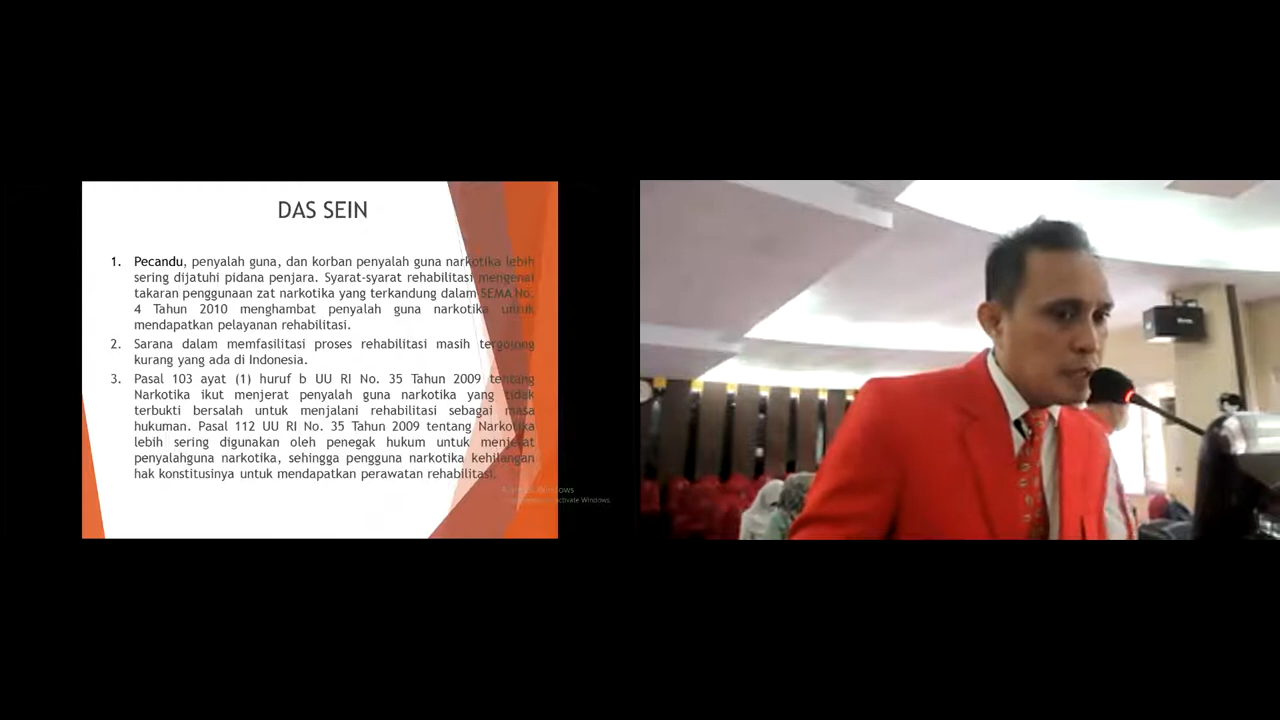 DAS SEIN
1. Pecandu, penyalah guna, dan korban penyalah guna narkotika lebih
sering dijatuhi pidana penjara. Syarat-syarat rehabilitasi mengenai
takaran penggunaan zat narkotika yang terkandung dalam SEMA No.
4 Tahun 2010 menghambat penyalah guna narkotika untuk
mendapatkan pelayanan rehabilitasi.
2. Sarana dalam memfasilitasi proses rehabilitasi masih tergolong
kurang yang ada di Indonesia.
3. Pasal 103 ayat (1) huruf b UU RI No. 35 Tahun 2009 tentang
Narkotika ikut menjerat penyalah guna narkotika yang tidak
terbukti bersalah untuk menjalani rehabilitasi sebagai masa
hukuman. Pasal 112 UU RI No. 35 Tahun 2009 tentang Narkotika
lebih sering digunakan oleh penegak hukum untuk menjerat
penyalahguna narkotika, sehingga pengguna narkotika kehilangan
hak konstitusinya untuk mendapatkan perawatan rehabilitasi.
Windows
activate Windows.